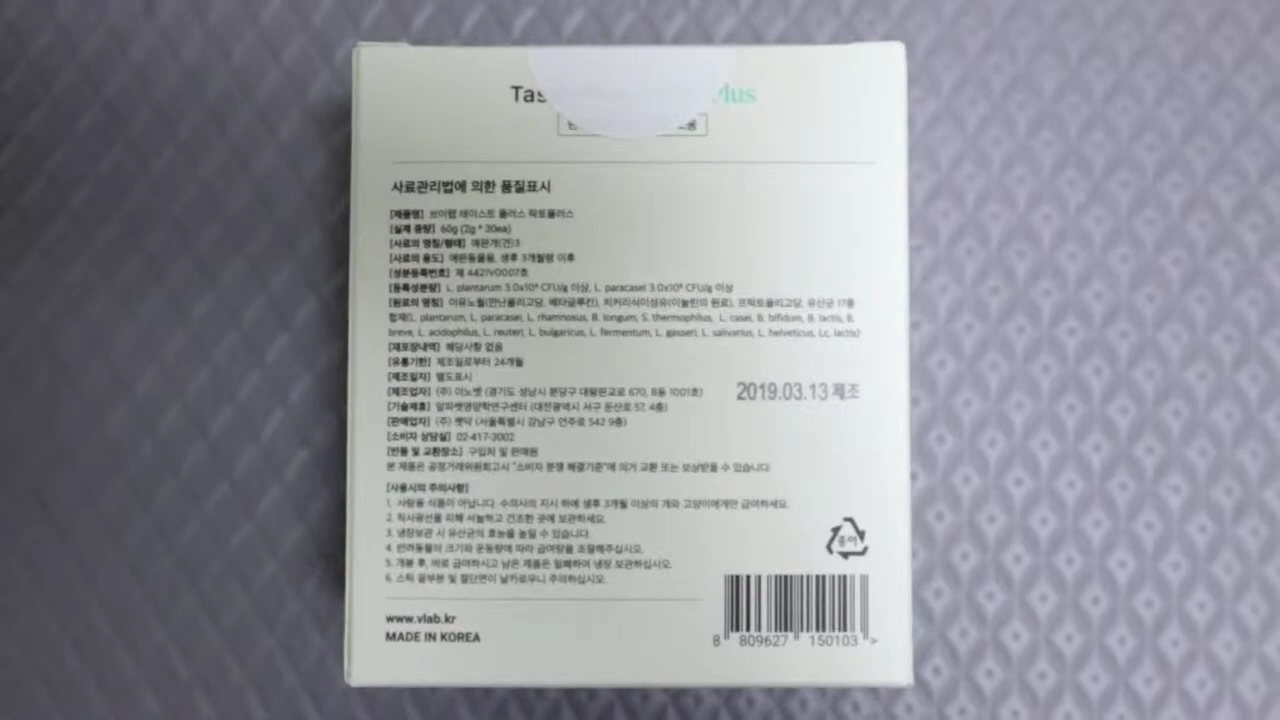 Tas Plus
사료관리법에 의한 품질표시
[제품명] 브이랩 테이스트 플러스 락토플러스
[실제 중량] 60g (2g * 30ea)
[사료의 명칭/형태] 애완개(견)3
[사료의 용도] 애완동물용, 생후 3개월령 이후
[성분등록번호] 제 442IV0007호
[등록성분량] L. plantarum 3.0x10⁸ CFU/g 이상, L. paracasei 3.0x10⁸ CFU/g 이상
[원료의 명칭] 이뮤노월(만난올리고당, 베타글루칸), 치커리식이섬유(이눌린의 원료), 프락토올리고당, 유산균 17종
합제(L. plantarum, L. paracasei, L. rhamnosus, B. longum, S. thermophilus, L. casei, B. bifidum, B. lactis, B.
breve, L. acidophilus, L. reuteri, L. bulgaricus, L. fermentum, L. gasseri, L. salivarius, L. helveticus, Lc. lactis)
[재포장내역] 해당사항 없음
[유통기한] 제조일로부터 24개월
[제조일자] 별도표시
[제조업자] (주) 이노벳 (경기도 성남시 분당구 대왕판교로 670, B동 1001호)
2019.03.13 제조
[기술제휴] 알파벳영양학연구센터 (대전광역시 서구 둔산로 57, 4층)
[판매업자] (주) 펫닥 (서울특별시 강남구 언주로 542 9층)
[소비자 상담실] 02-417-3002
[반품 및 교환장소] 구입처 및 판매원
본 제품은 공정거래위원회고시 "소비자 분쟁 해결기준"에 의거 교환 또는 보상받을 수 있습니다.
[사용시의 주의사항]
1. 사람용 식품이 아닙니다. 수의사의 지시 하에 생후 3개월 이상의 개와 고양이에게만 급여하세요.
2. 직사광선을 피해 서늘하고 건조한 곳에 보관하세요.
3. 냉장보관 시 유산균의 효능을 높일 수 있습니다.
4. 반려동물의 크기와 운동량에 따라 급여량을 조절해주십시오.
5. 개봉 후, 바로 급여하시고 남은 제품은 밀폐하여 냉장 보관하십시오.
6. 스틱 끝부분 및 절단면이 날카로우니 주의하십시오.
종이
www.vlab.kr
MADE IN KOREA
8 809627 150103 >